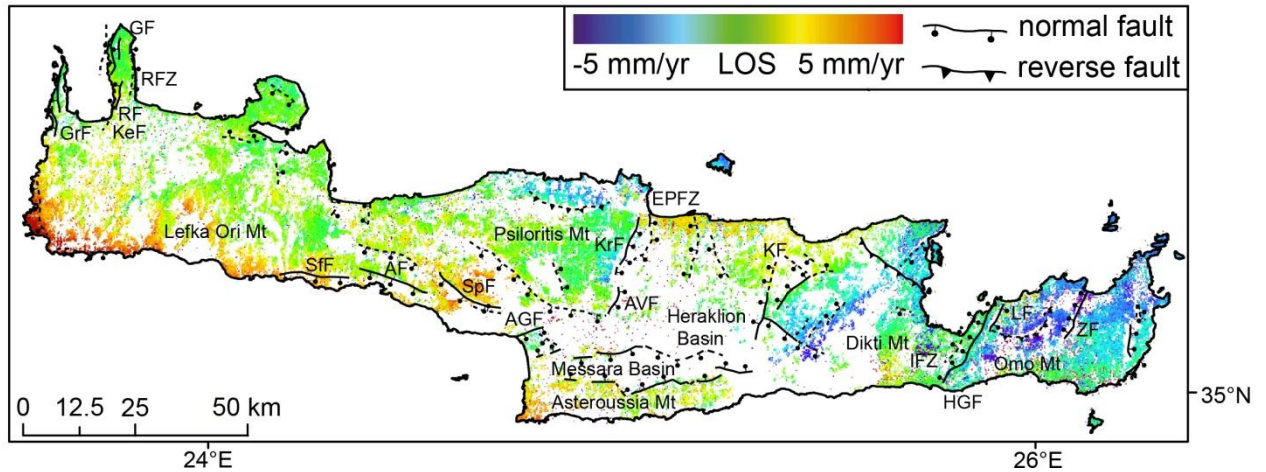 -5 mm/yr LOS 5 mm/yr
normal fault
reverse fault
GF
RFZ
RF
GrF
KeF
EPFZ
Lefka Ori Mt
Psiloritis Mt
KrF
KF
SfF
AF
SpF
AVF
Heraklion
Basin
AGF
LF
ZF
Dikti Mt
IFZ
Omo Mt
Messara Basin
Asteroussia Mt
HGF
0 12.5 25 50 km
35°N
24°E
26°E